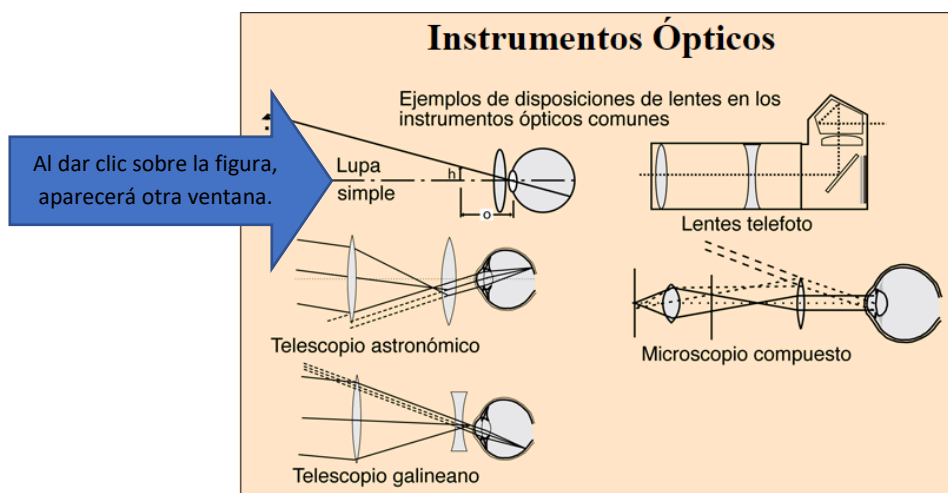 Instrumentos Ópticos
Ejemplos de disposiciones de lentes en los
instrumentos ópticos comunes
Al dar clic sobre la figura,
aparecerá otra ventana.
Lupa
simple
h
o
Lentes telefoto
Telescopio astronómico
Microscopio compuesto
Telescopio galineano